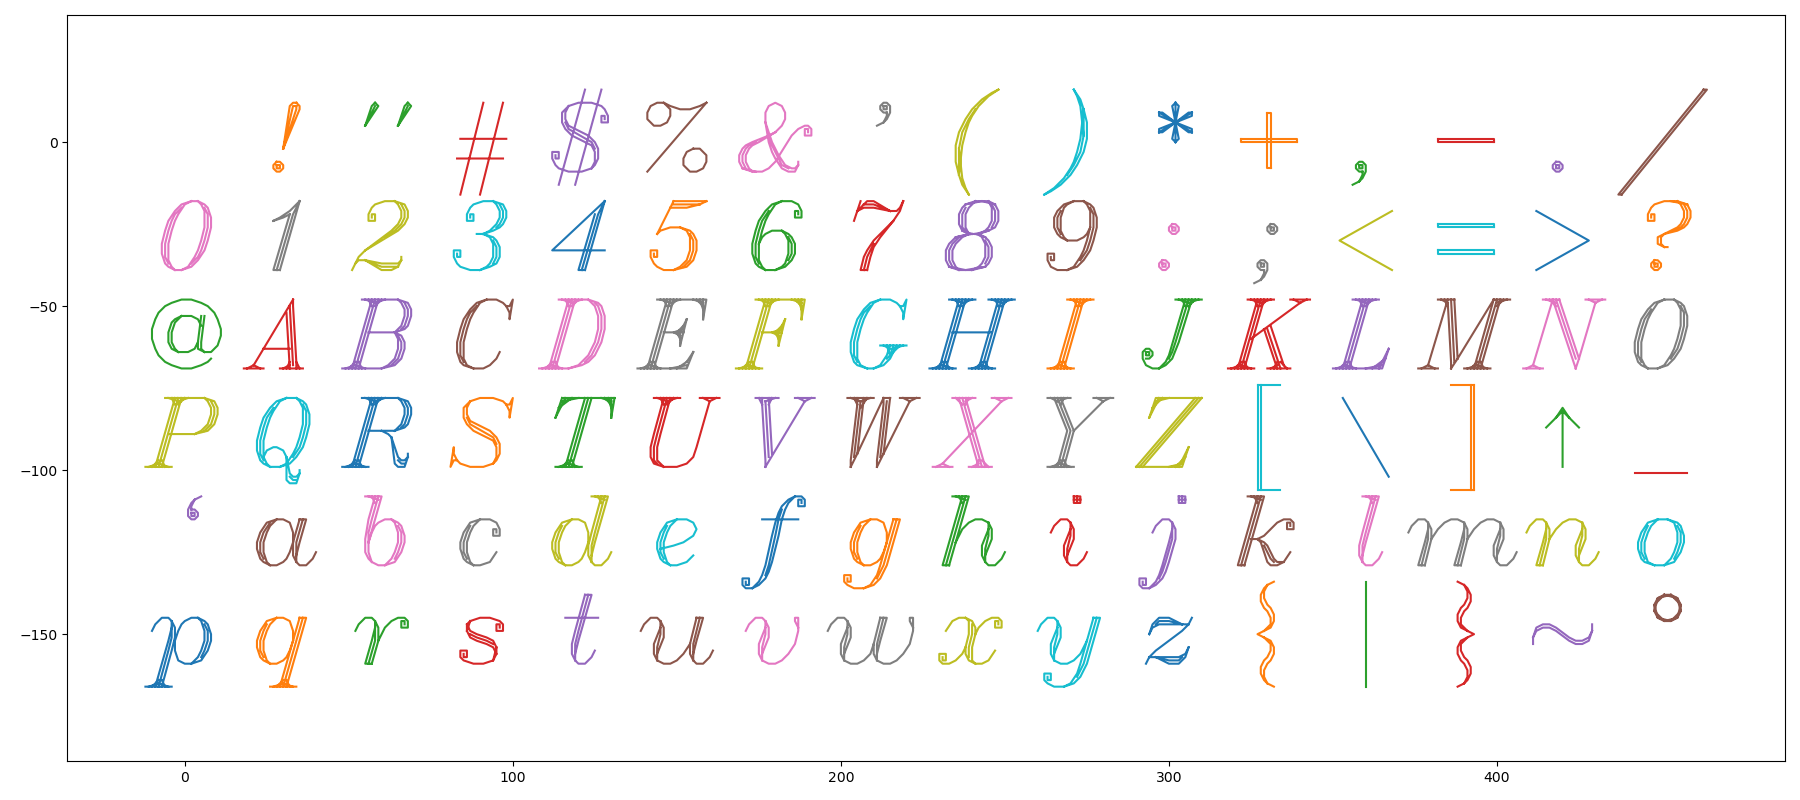 ! " # $ % & ' ( ) * + , - . /
0 1 2 3 4 5 6 7 8 9 : ; < = > ?
@ A B C D E F G H I J K L M N O
P Q R S T U V W X Y Z [ \ ] ↑ _
‘ a b c d e f g h i j k l m n o
p q r s t u v w x y z { | } ~ °
0
−50
−100
−150
0 100 200 300 400